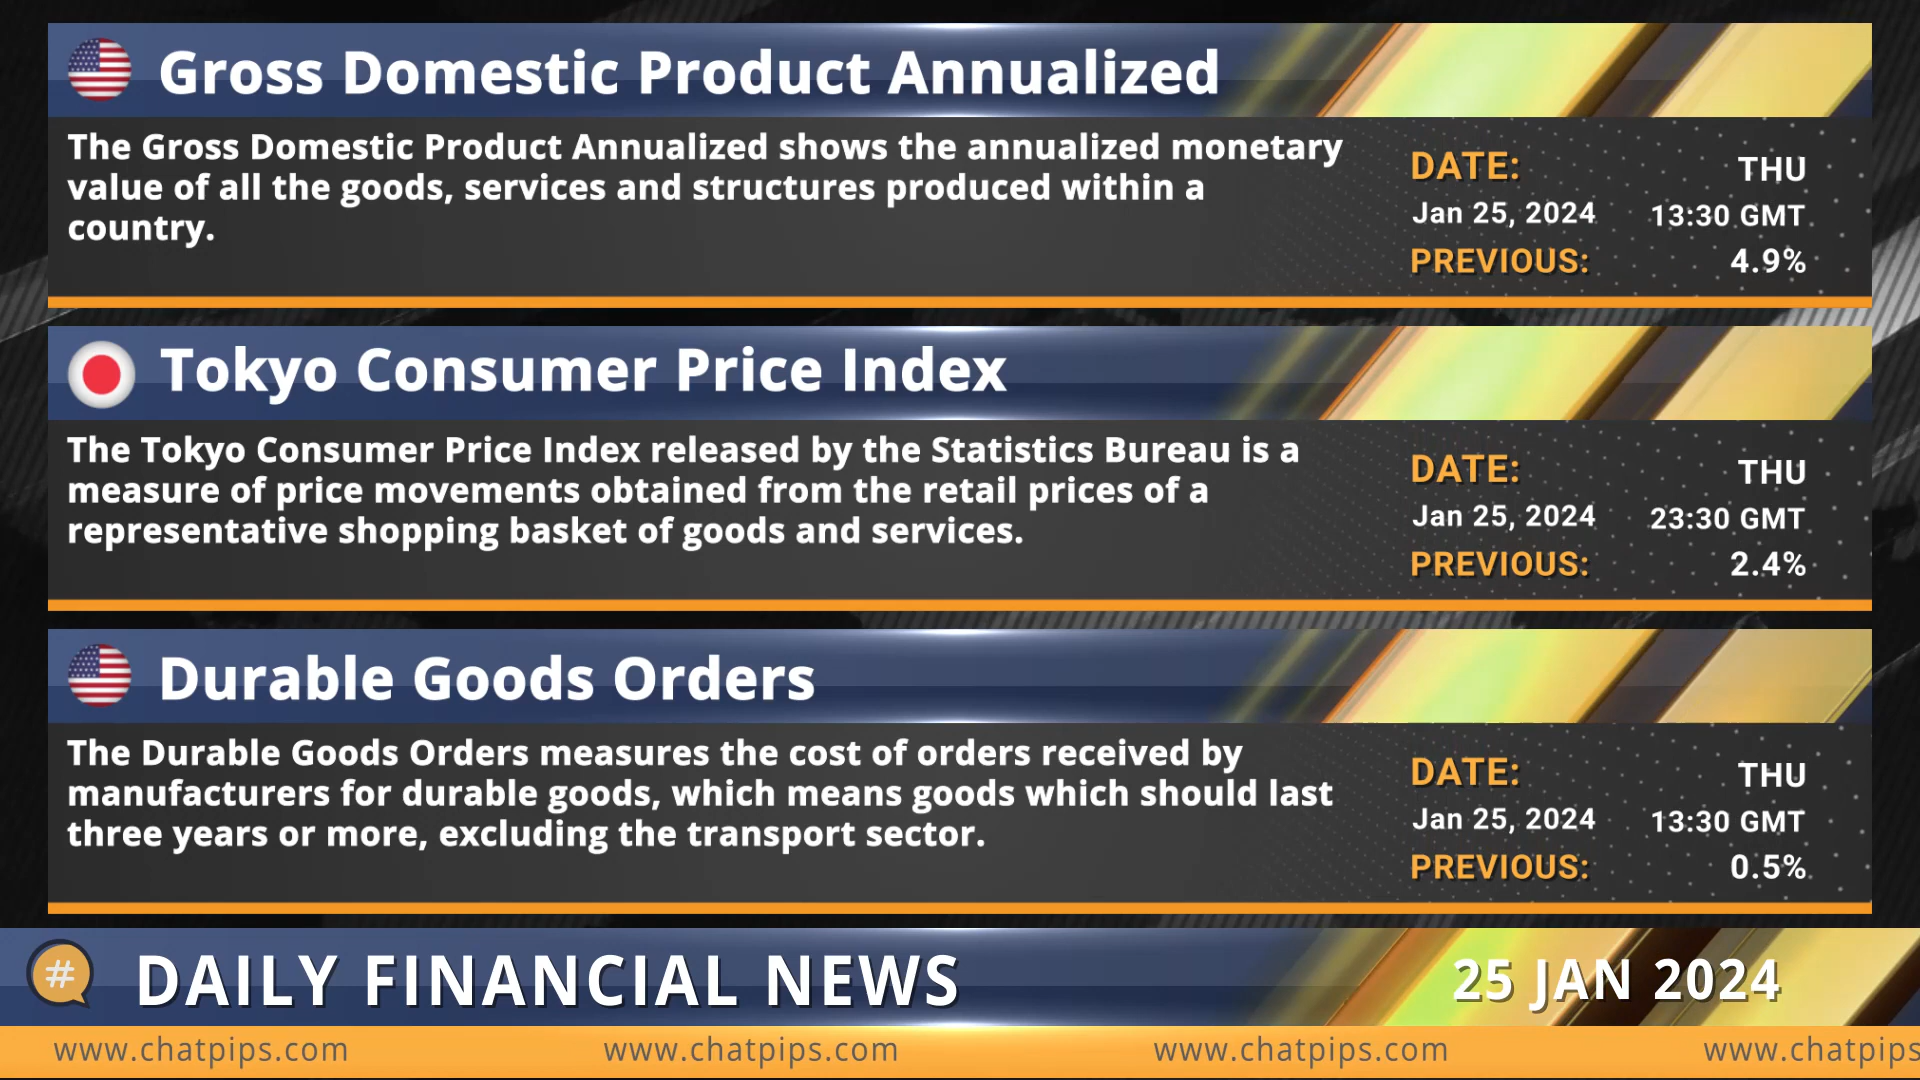 Gross Domestic Product Annualized
The Gross Domestic Product Annualized shows the annualized monetary
value of all the goods, services and structures produced within a
country.
DATE: THU
Jan 25, 2024 13:30 GMT
PREVIOUS: 4.9%
Tokyo Consumer Price Index
The Tokyo Consumer Price Index released by the Statistics Bureau is a
measure of price movements obtained from the retail prices of a
representative shopping basket of goods and services.
DATE: THU
Jan 25, 2024 23:30 GMT
PREVIOUS: 2.4%
Durable Goods Orders
The Durable Goods Orders measures the cost of orders received by
manufacturers for durable goods, which means goods which should last
three years or more, excluding the transport sector.
DATE: THU
Jan 25, 2024 13:30 GMT
PREVIOUS: 0.5%
# DAILY FINANCIAL NEWS 25 JAN 2024
www.chatpips.com www.chatpips.com www.chatpips.com www.chatpips